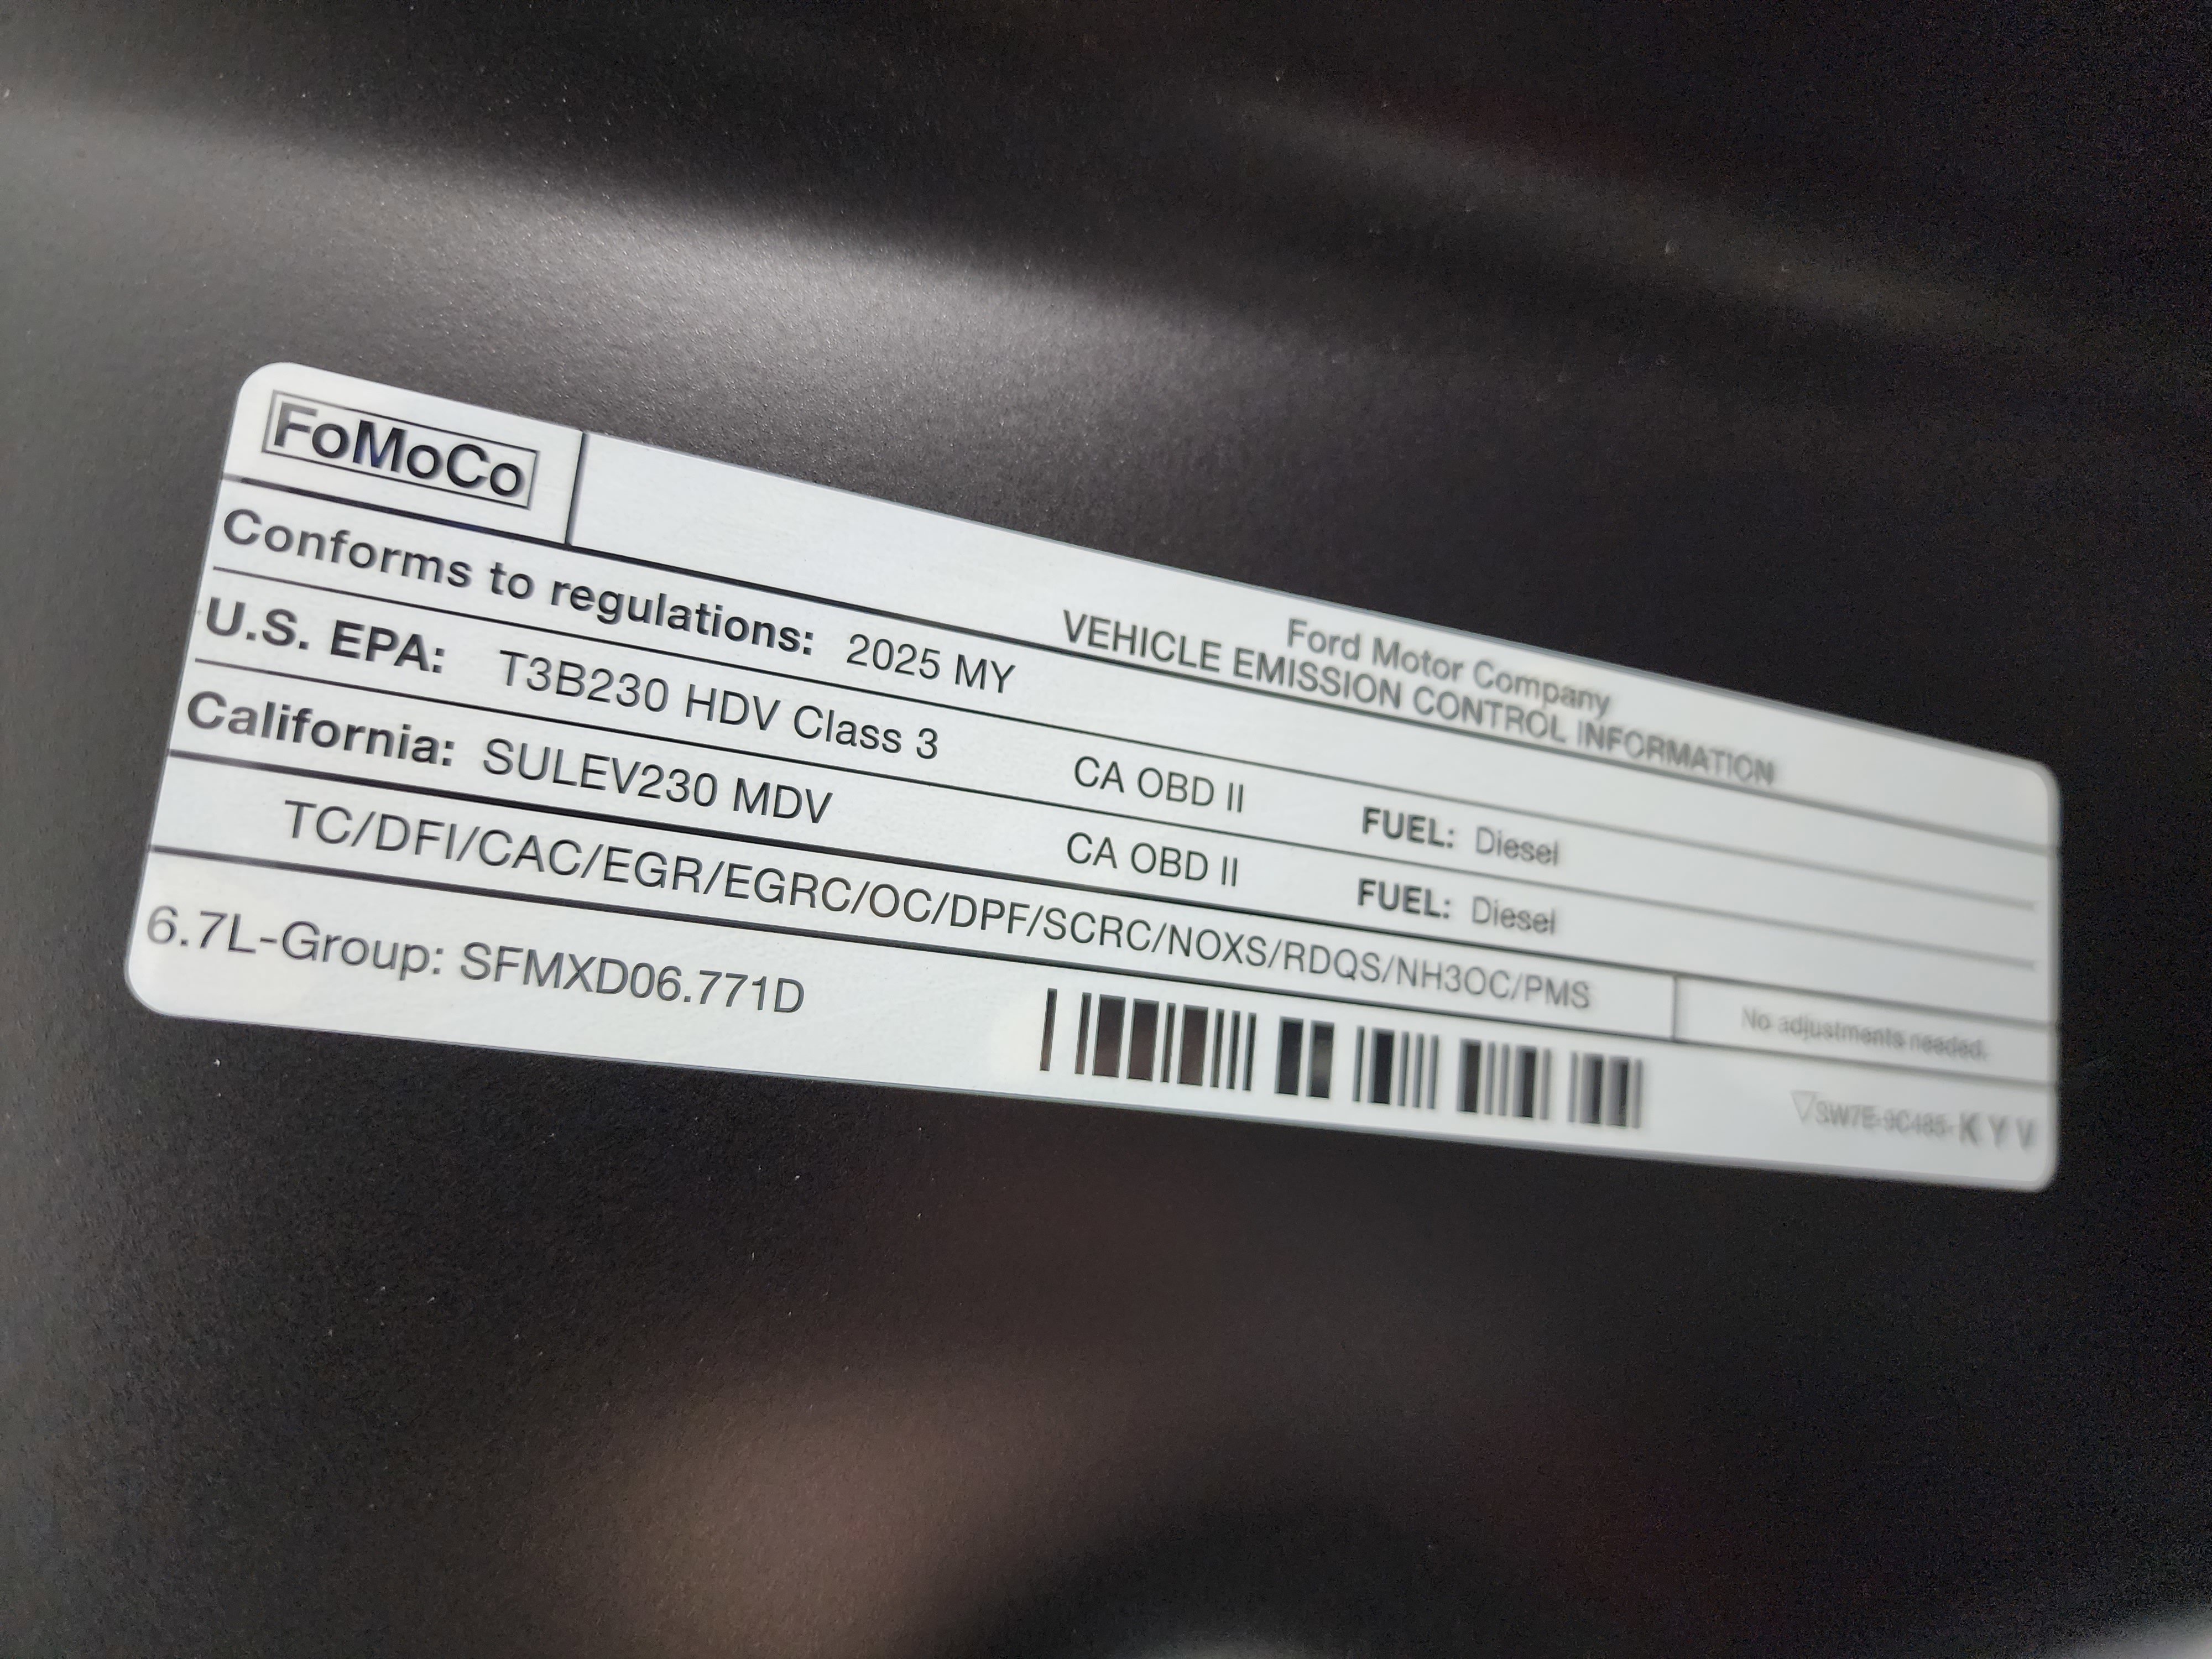 FoMoCo
Ford Motor Company
VEHICLE EMISSION CONTROL INFORMATION
Conforms to regulations: 2025 MY
U.S. EPA: T3B230 HDV Class 3 CA OBD II FUEL: Diesel
California: SULEV230 MDV CA OBD II FUEL: Diesel
TC/DFI/CAC/EGR/EGRC/OC/DPF/SCRC/NOXS/RDQS/NH3OC/PMS No adjustments needed.
6.7L-Group: SFMXD06.771D SW7E-9C485- K Y V